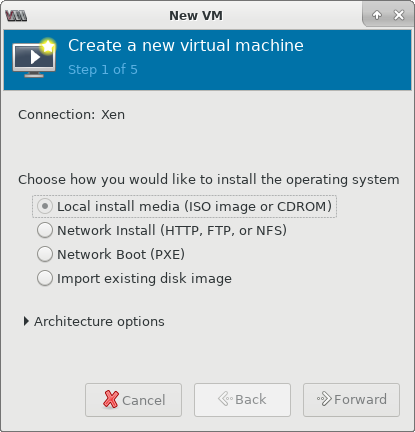 New VM
Create a new virtual machine
Step 1 of 5
Connection: Xen
Choose how you would like to install the operating system
Local install media (ISO image or CDROM)
Network Install (HTTP, FTP, or NFS)
Network Boot (PXE)
Import existing disk image
Architecture options
Cancel Back Forward